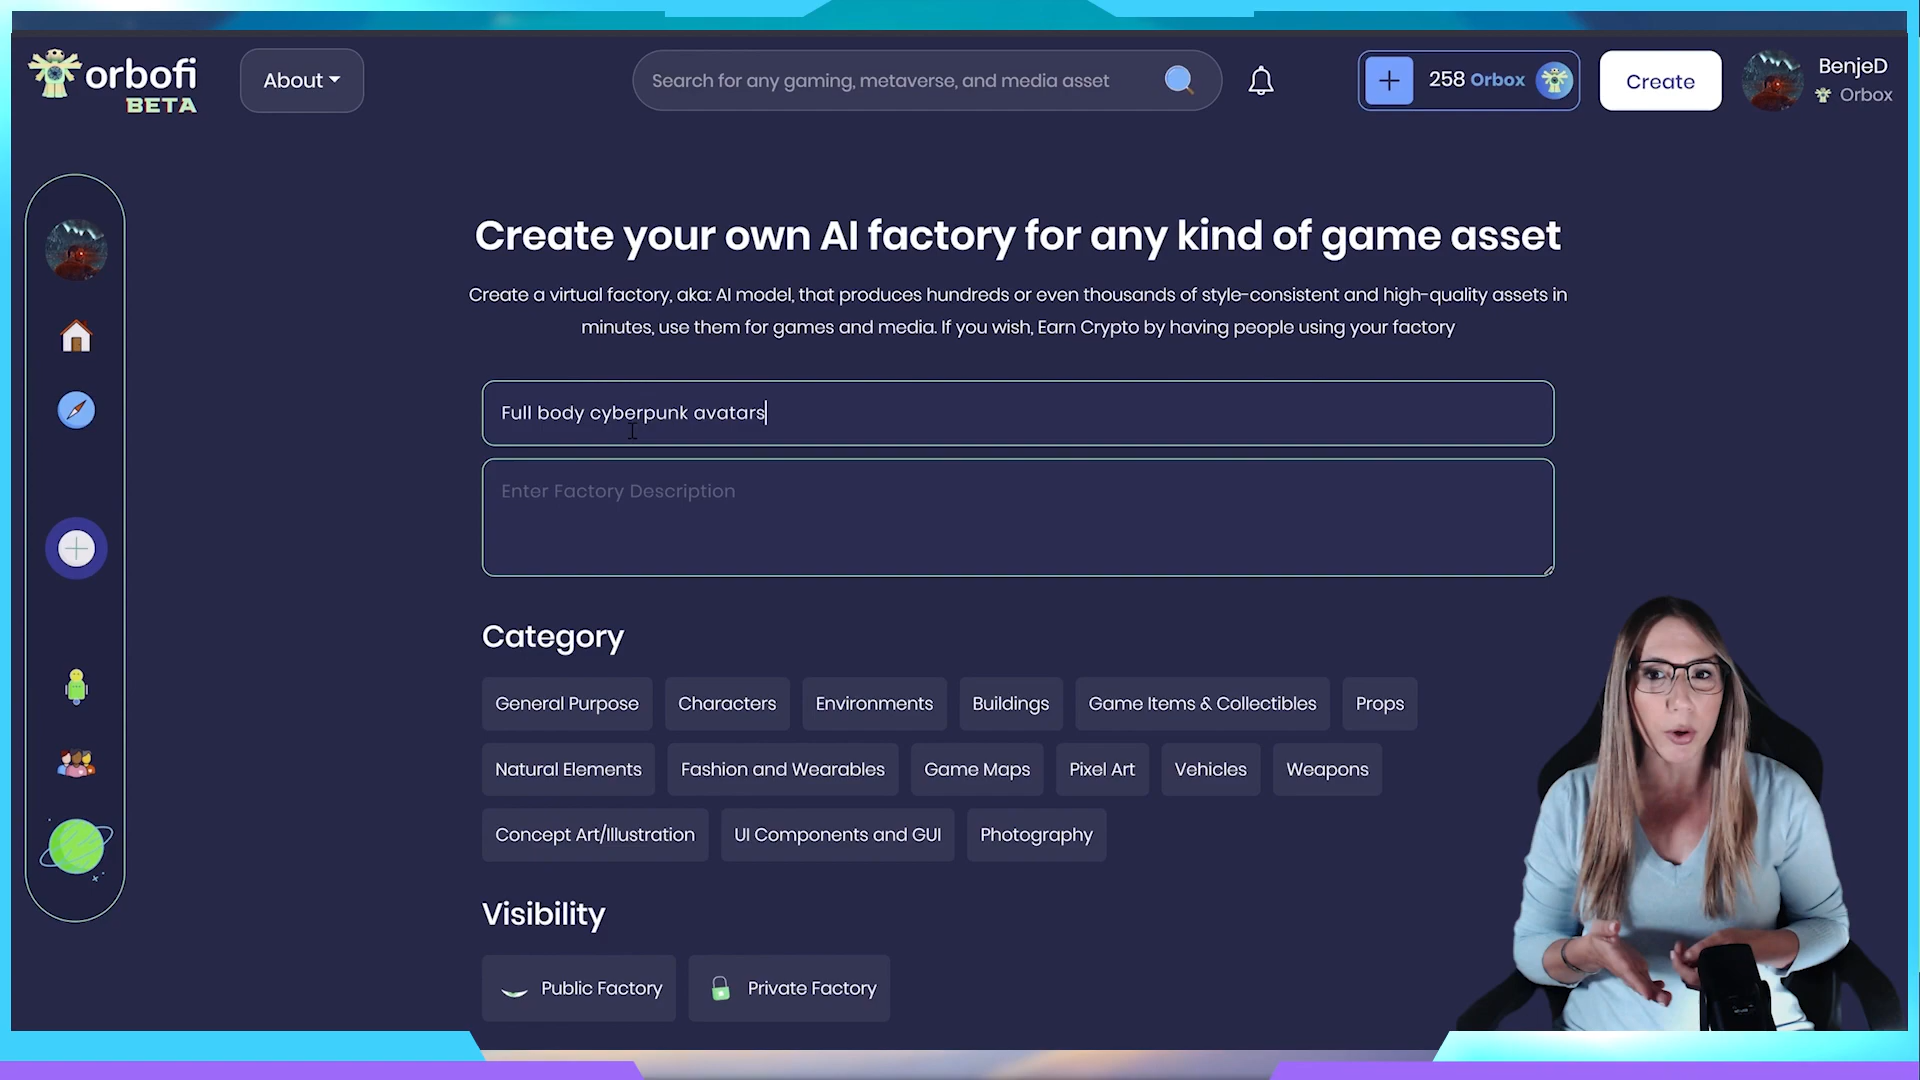 orbofi
BETA
About
Search for any gaming, metaverse, and media asset
258 Orbox
Create
BenjeD
Orbox
Create your own AI factory for any kind of game asset
Create a virtual factory, aka: AI model, that produces hundreds or even thousands of style-consistent and high-quality assets in
minutes, use them for games and media. If you wish, Earn Crypto by having people using your factory
Full body cyberpunk avatars
Enter Factory Description
Category
General Purpose Characters Environments Buildings Game Items & Collectibles Props
Natural Elements Fashion and Wearables Game Maps Pixel Art Vehicles Weapons
Concept Art/Illustration UI Components and GUI Photography
Visibility
Public Factory Private Factory